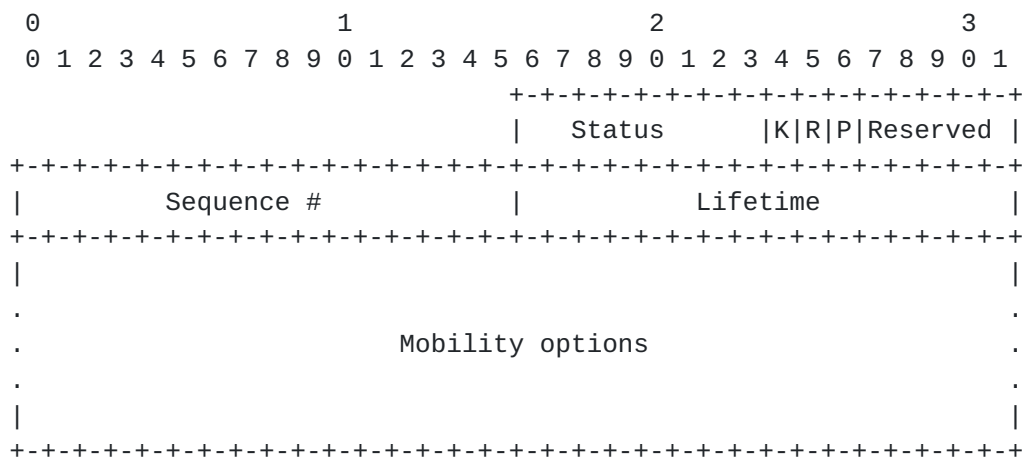 0                   1                   2                   3
 0 1 2 3 4 5 6 7 8 9 0 1 2 3 4 5 6 7 8 9 0 1 2 3 4 5 6 7 8 9 0 1
                                +-+-+-+-+-+-+-+-+-+-+-+-+-+-+-+-+
                                |   Status      |K|R|P|Reserved |
+-+-+-+-+-+-+-+-+-+-+-+-+-+-+-+-+-+-+-+-+-+-+-+-+-+-+-+-+-+-+-+-+
|         Sequence #            |           Lifetime            |
+-+-+-+-+-+-+-+-+-+-+-+-+-+-+-+-+-+-+-+-+-+-+-+-+-+-+-+-+-+-+-+-+
|                                                               |
.                                                               .
.                        Mobility options                       .
.                                                               .
|                                                               |
+-+-+-+-+-+-+-+-+-+-+-+-+-+-+-+-+-+-+-+-+-+-+-+-+-+-+-+-+-+-+-+-+